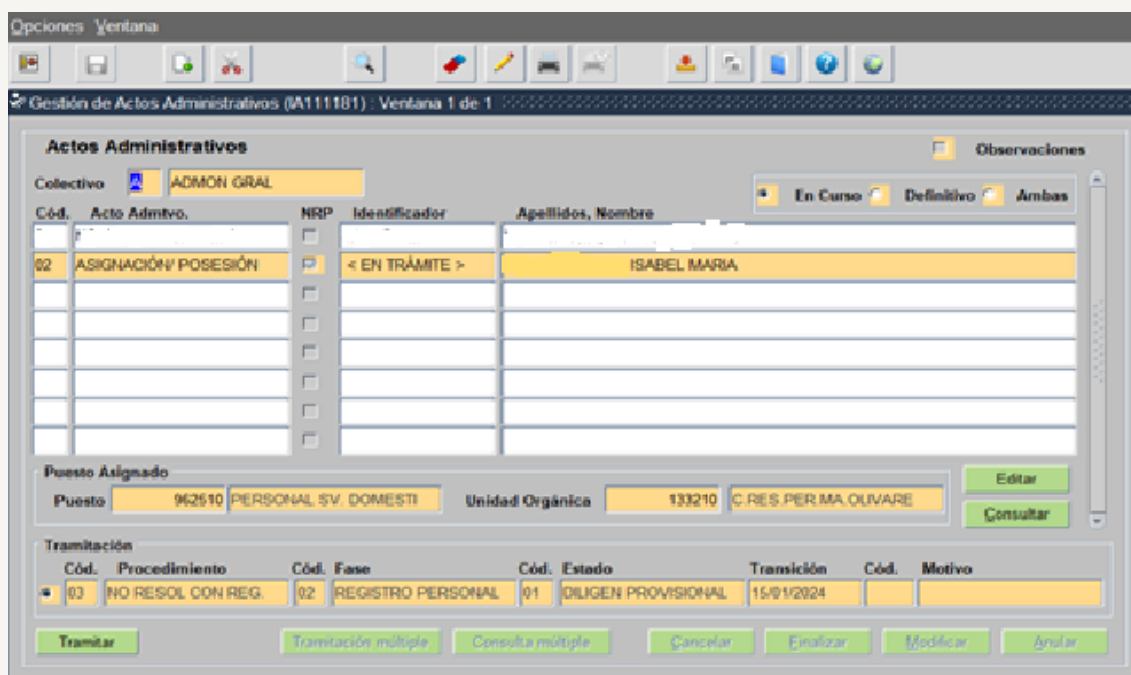 Opciones Ventana
Gestión de Actos Administrativos (IA111181) : Ventana 1 de 1
Actos Administrativos
Observaciones
Colectivo
ADMON GRAL
En Curso Definitivo Ambas
Cód. Acto Admtvo. NRP Identificador Apellidos, Nombre
02 ASIGNACIÓN/ POSESIÓN < EN TRÁMITE > ISABEL MARIA
Puesto Asignado
Editar
Puesto 962510 PERSONAL SV. DOMESTI Unidad Orgánica 133210 C.RES.PER.MA.OLIVARE
Consultar
Tramitación
Cód. Procedimiento Cód. Fase Cód. Estado Transición Cód. Motivo
03 NO RESOL CON REG. 02 REGISTRO PERSONAL 01 DILIGEN PROVISIONAL 15/01/2024
Tramitar Tramitación múltiple Consulta múltiple Cancelar Finalizar Modificar Anular